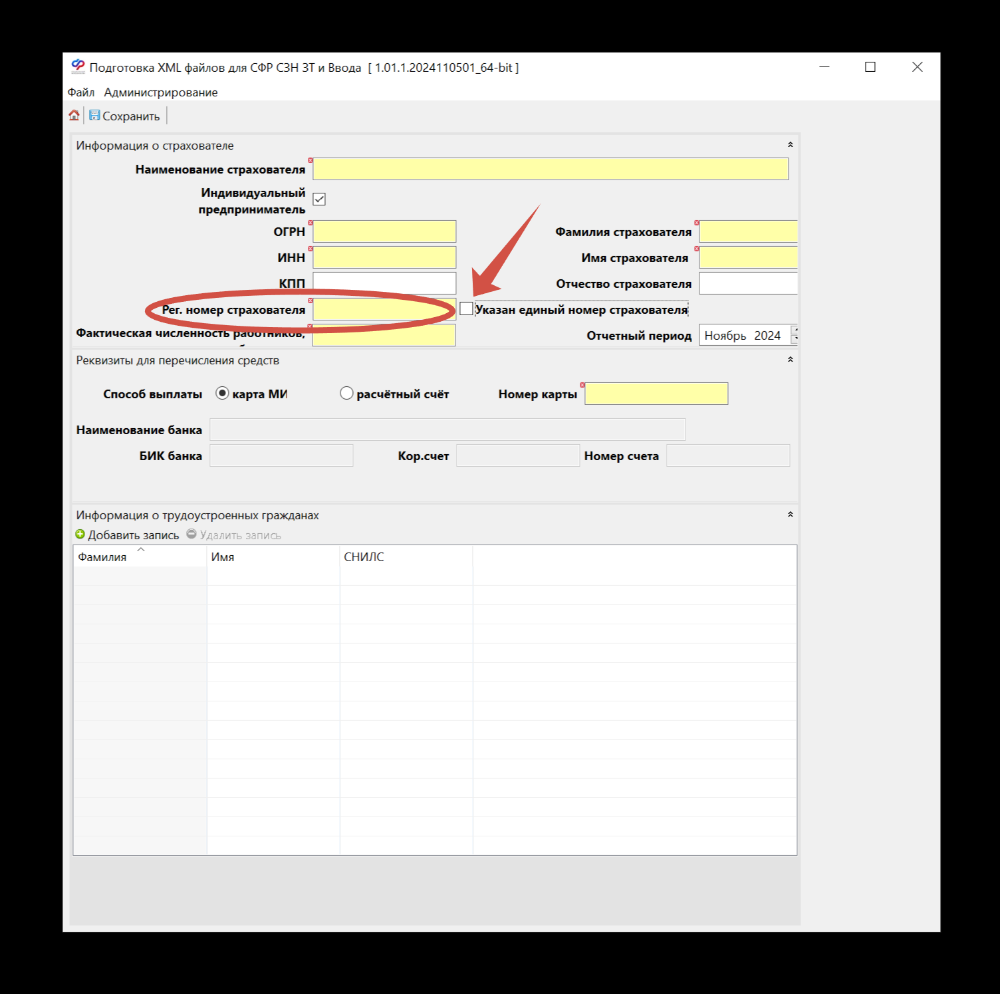 Подготовка XML файлов для СФР СЗН ЗТ и Ввода [ 1.01.1.2024110501_64-bit ]
Файл Администрирование
Сохранить
Информация о страхователе
Наименование страхователя
Индивидуальный
предприниматель
ОГРН
Фамилия страхователя
ИНН
Имя страхователя
КПП
Отчество страхователя
Рег. номер страхователя
Указан единый номер страхователя
Фактическая численность работников,
Отчетный период Ноябрь 2024
Реквизиты для перечисления средств
Способ выплаты карта МИ расчётный счёт Номер карты
Наименование банка
БИК банка Кор.счет Номер счета
Информация о трудоустроенных гражданах
Добавить запись Удалить запись
Фамилия Имя СНИЛС